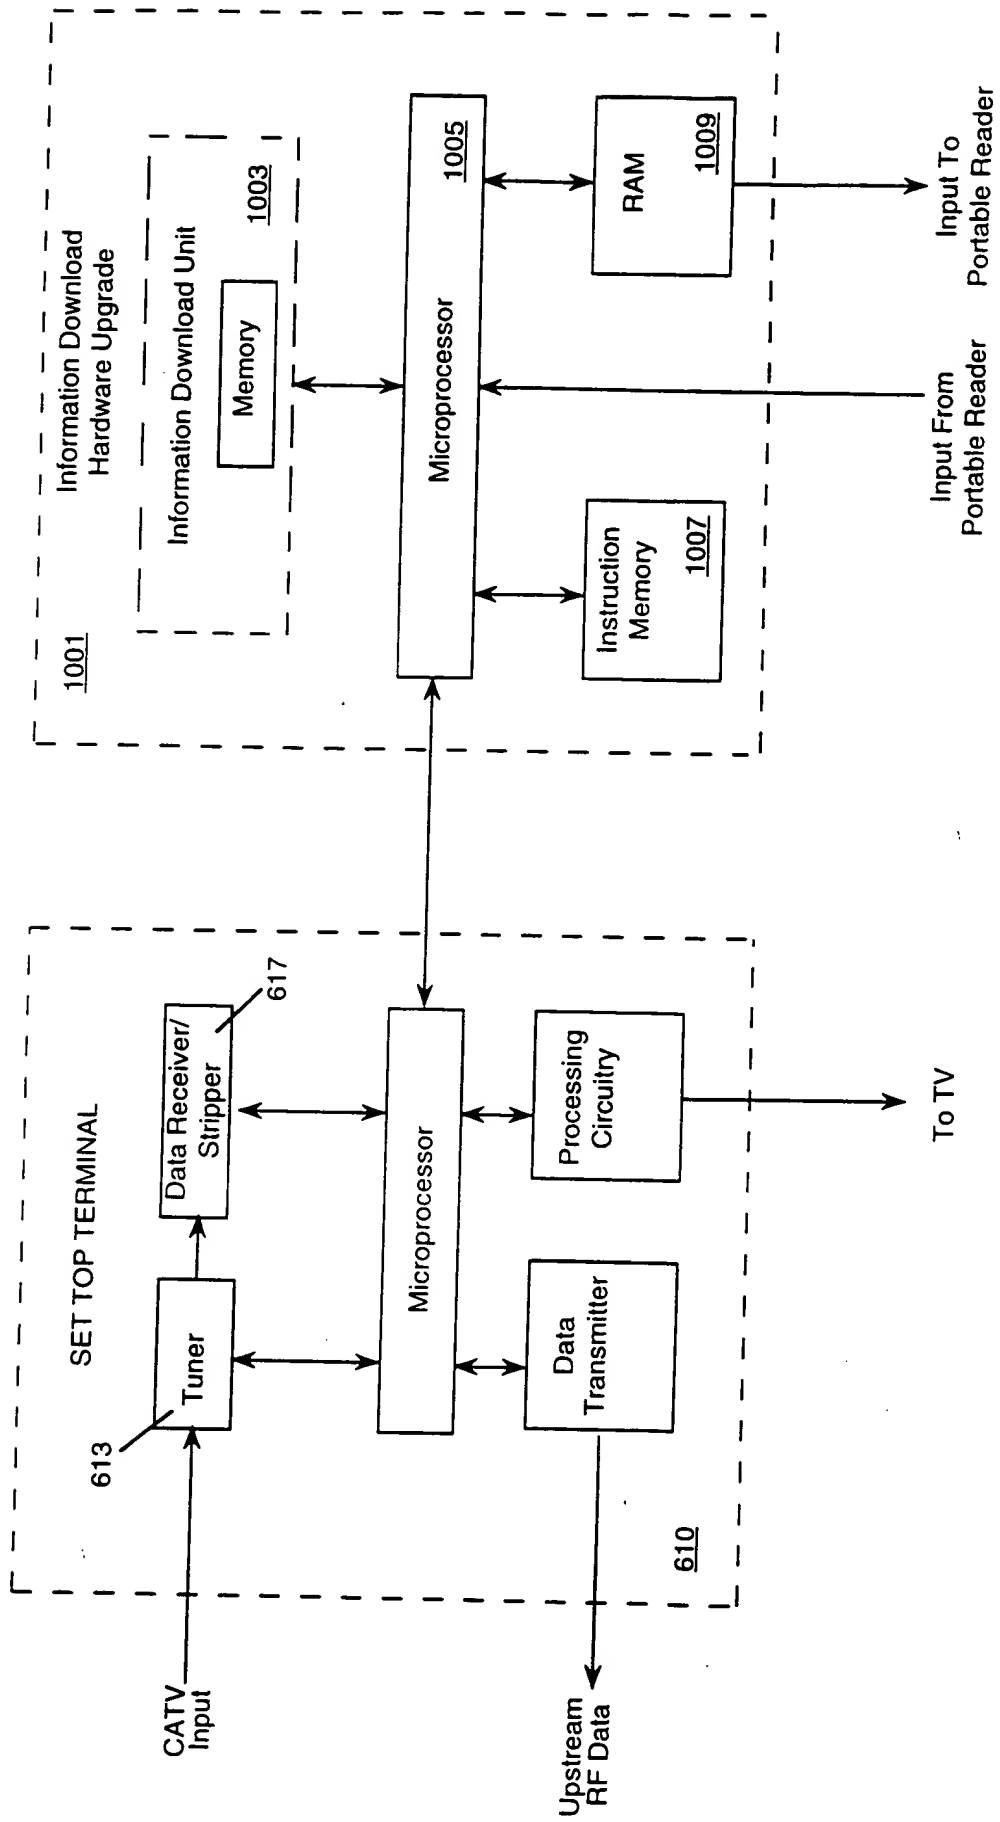 SET TOP TERMINAL
613
Tuner
Data Receiver/
Stripper
617
CATV
Input
Microprocessor
Data
Transmitter
Processing
Circuitry
Upstream
RF Data
610
To TV
Information Download
Hardware Upgrade
1001
Information Download Unit
1003
Memory
Microprocessor
1005
Instruction
Memory
1007
RAM
1009
Input From
Portable Reader
Input To
Portable Reader